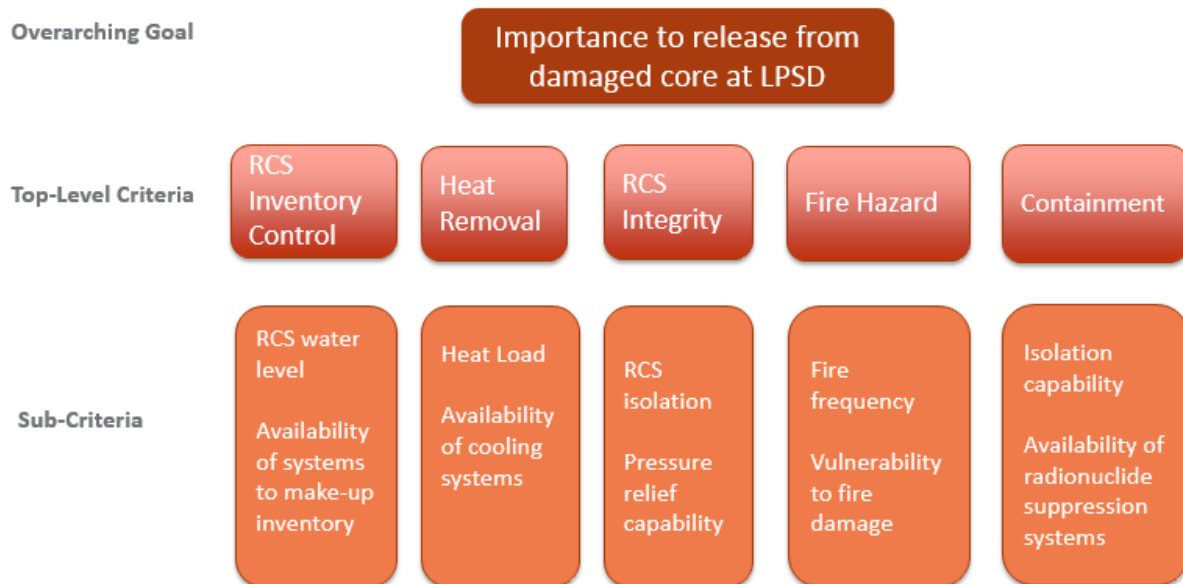 Overarching Goal
Importance to release from
damaged core at LPSD
Top-Level Criteria
RCS
Inventory
Control
Heat
Removal
RCS
Integrity
Fire Hazard
Containment
Sub-Criteria
RCS water
level
Availability
of systems
to make-up
inventory
Heat Load
Availability
of cooling
systems
RCS
isolation
Pressure
relief
capability
Fire
frequency
Vulnerability
to fire
damage
Isolation
capability
Availability of
radionuclide
suppression
systems